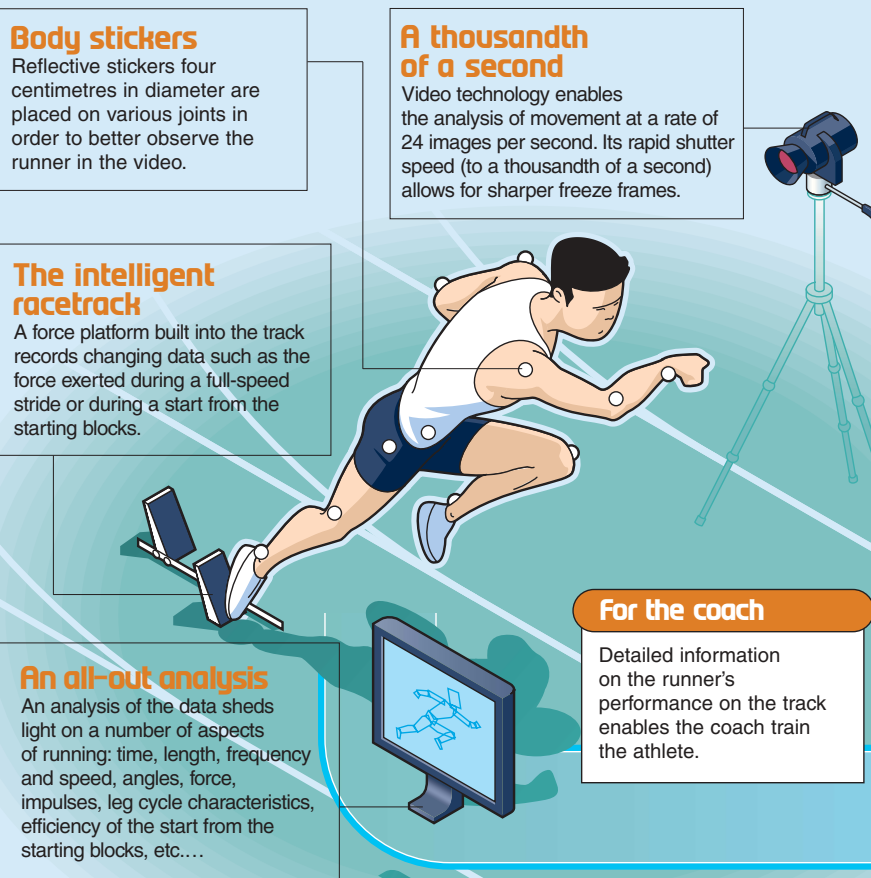 Body stickers
Reflective stickers four
centimetres in diameter are
placed on various joints in
order to better observe the
runner in the video.
A thousandth
of a second
Video technology enables
the analysis of movement at a rate of
24 images per second. Its rapid shutter
speed (to a thousandth of a second)
allows for sharper freeze frames.
The intelligent
racetrack
A force platform built into the track
records changing data such as the
force exerted during a full-speed
stride or during a start from the
starting blocks.
An all-out analysis
An analysis of the data sheds
light on a number of aspects
of running: time, length, frequency
and speed, angles, force,
impulses, leg cycle characteristics,
efficiency of the start from the
starting blocks, etc.…
For the coach
Detailed information
on the runner's
performance on the track
enables the coach train
the athlete.